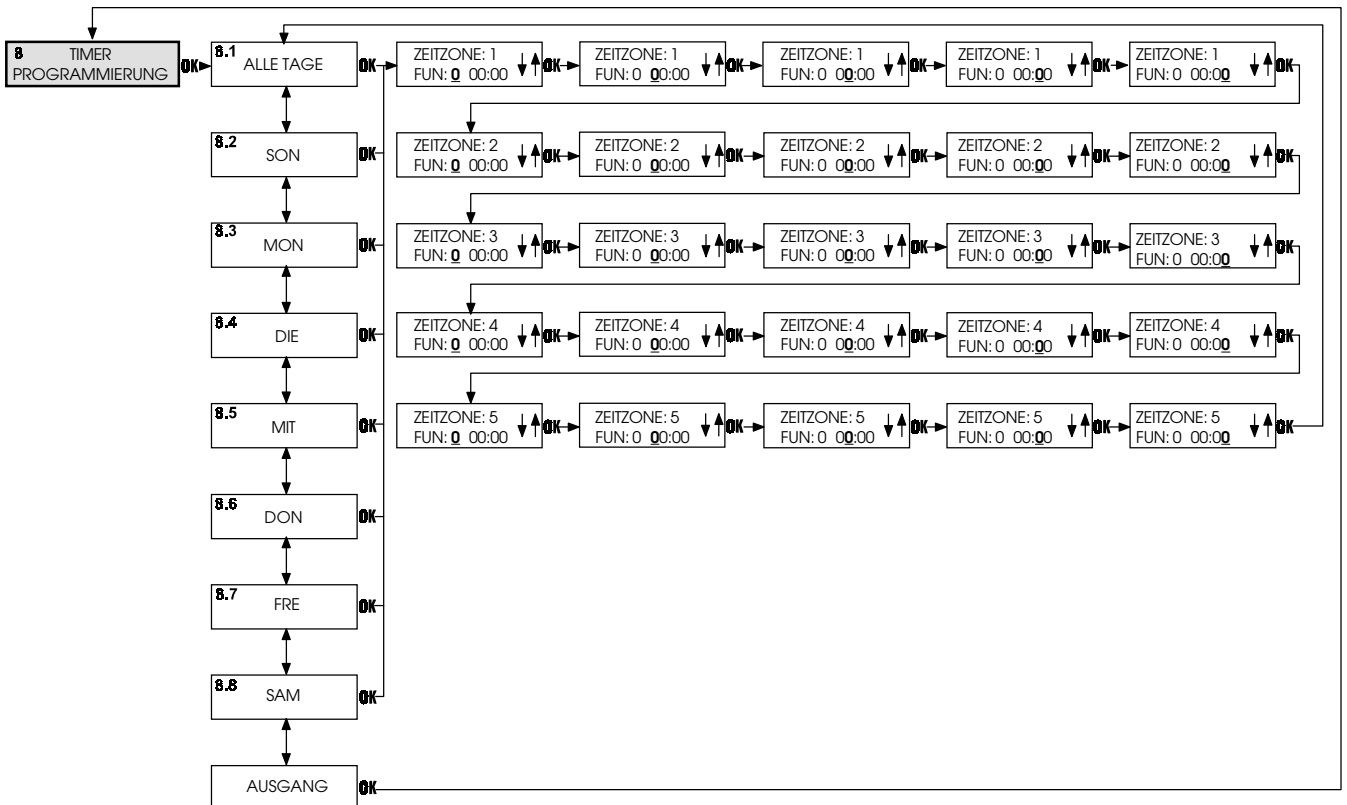 8
TIMER
PROGRAMMIERUNG
OK
8.1
ALLE TAGE
OK
ZEITZONE: 1
FUN: 0 00:00
OK
ZEITZONE: 1
FUN: 0 00:00
OK
ZEITZONE: 1
FUN: 0 00:00
OK
ZEITZONE: 1
FUN: 0 00:00
OK
ZEITZONE: 1
FUN: 0 00:00
OK
8.2
SON
OK
ZEITZONE: 2
FUN: 0 00:00
OK
ZEITZONE: 2
FUN: 0 00:00
OK
ZEITZONE: 2
FUN: 0 00:00
OK
ZEITZONE: 2
FUN: 0 00:00
OK
ZEITZONE: 2
FUN: 0 00:00
OK
8.3
MON
OK
ZEITZONE: 3
FUN: 0 00:00
OK
ZEITZONE: 3
FUN: 0 00:00
OK
ZEITZONE: 3
FUN: 0 00:00
OK
ZEITZONE: 3
FUN: 0 00:00
OK
ZEITZONE: 3
FUN: 0 00:00
OK
8.4
DIE
OK
ZEITZONE: 4
FUN: 0 00:00
OK
ZEITZONE: 4
FUN: 0 00:00
OK
ZEITZONE: 4
FUN: 0 00:00
OK
ZEITZONE: 4
FUN: 0 00:00
OK
ZEITZONE: 4
FUN: 0 00:00
OK
8.5
MIT
OK
ZEITZONE: 5
FUN: 0 00:00
OK
ZEITZONE: 5
FUN: 0 00:00
OK
ZEITZONE: 5
FUN: 0 00:00
OK
ZEITZONE: 5
FUN: 0 00:00
OK
ZEITZONE: 5
FUN: 0 00:00
OK
8.6
DON
OK
8.7
FRE
OK
8.8
SAM
OK
AUSGANG
OK